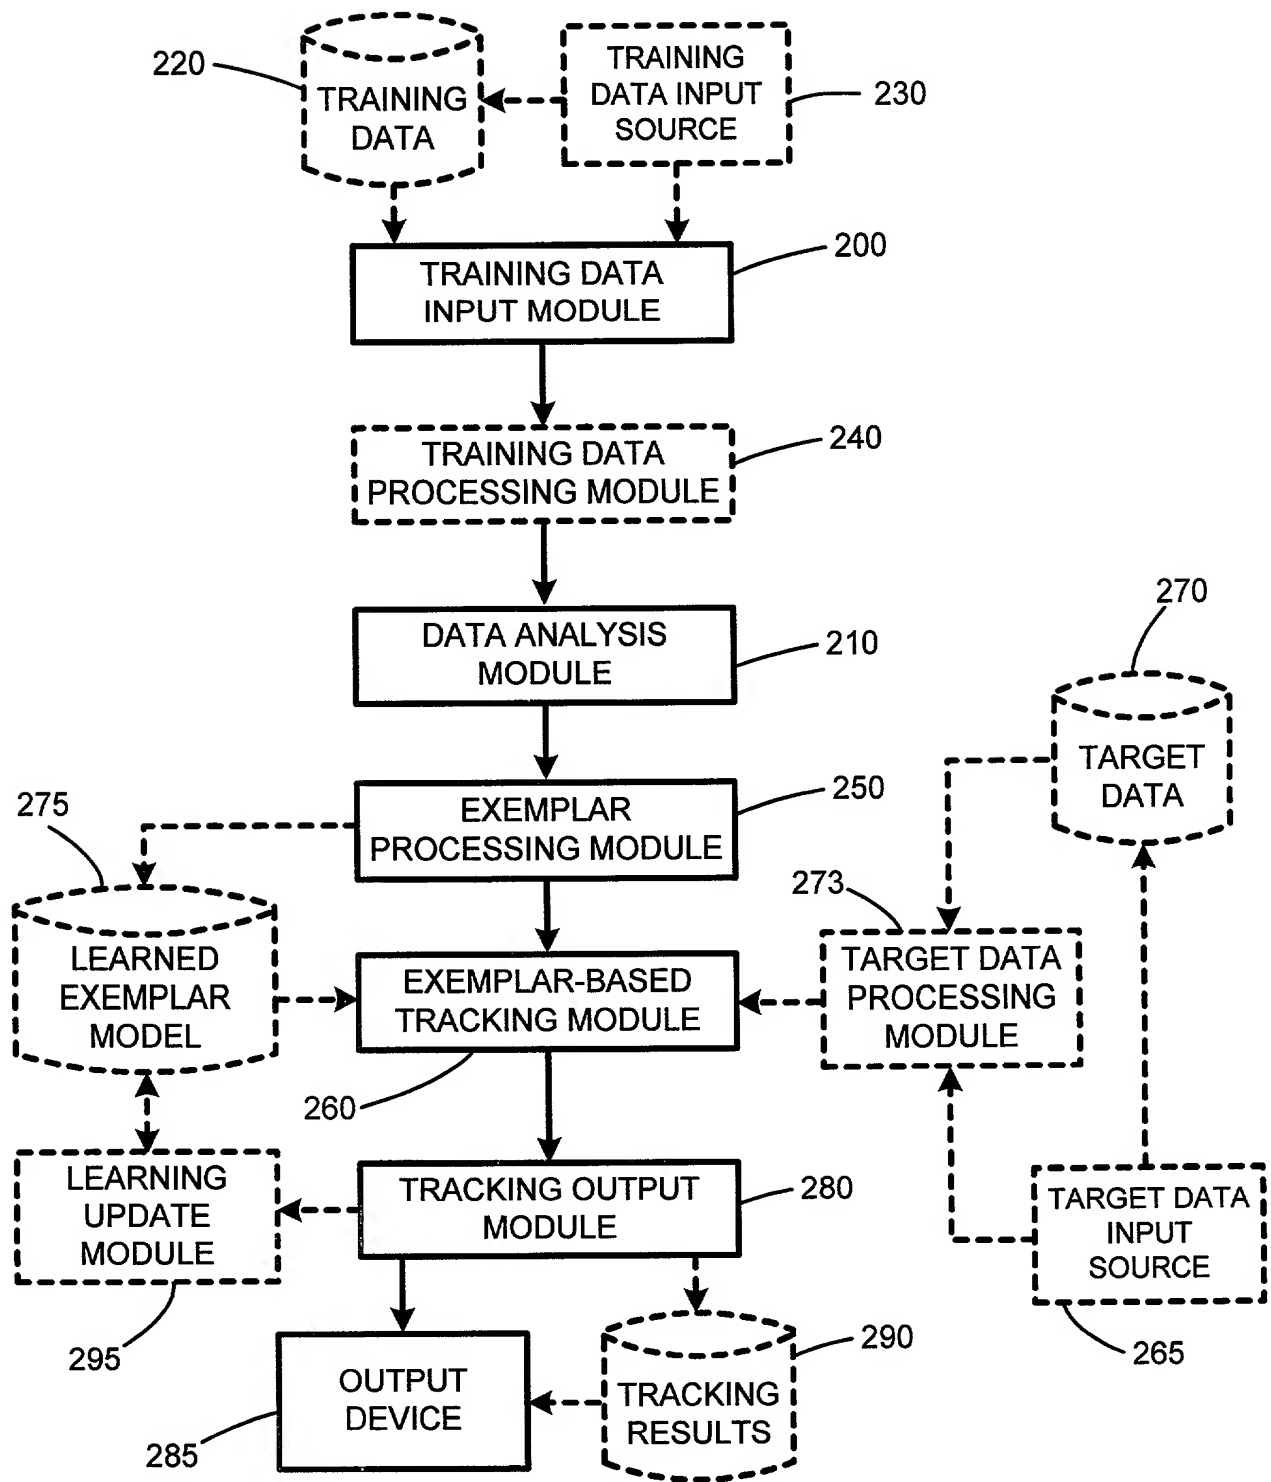 220
TRAINING
DATA
TRAINING
DATA INPUT
SOURCE
230
TRAINING DATA
INPUT MODULE
200
TRAINING DATA
PROCESSING MODULE
240
DATA ANALYSIS
MODULE
210
270
TARGET
DATA
EXEMPLAR
PROCESSING MODULE
250
275
273
LEARNED
EXEMPLAR
MODEL
EXEMPLAR-BASED
TRACKING MODULE
TARGET DATA
PROCESSING
MODULE
260
LEARNING
UPDATE
MODULE
TRACKING OUTPUT
MODULE
280
TARGET DATA
INPUT
SOURCE
295
290
265
OUTPUT
DEVICE
TRACKING
RESULTS
285